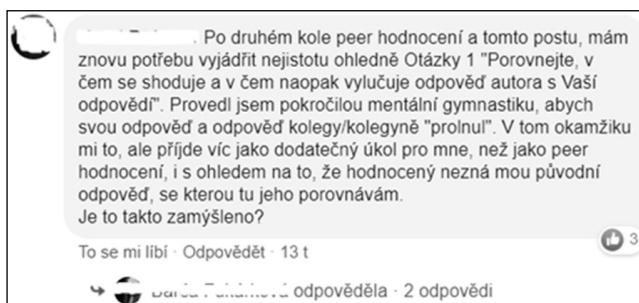 . Po druhém kole peer hodnocení a tomto postu, mám
znovu potřebu vyjádřit nejistotu ohledně Otázky 1 "Porovnejte, v
čem se shoduje a v čem naopak vylučuje odpověď autora s Vaší
odpovědí". Provedl jsem pokročilou mentální gymnastiku, abych
svou odpověď a odpověď kolegy/kolegyně "prolnul". V tom okamžiku
mi to, ale příjde víc jako dodatečný úkol pro mne, než jako peer
hodnocení, i s ohledem na to, že hodnocený nezná mou původní
odpověď, se kterou tu jeho porovnávám.
Je to takto zamýšleno?
3
To se mi líbí · Odpovědět · 13 t
odpověděla · 2 odpovědi